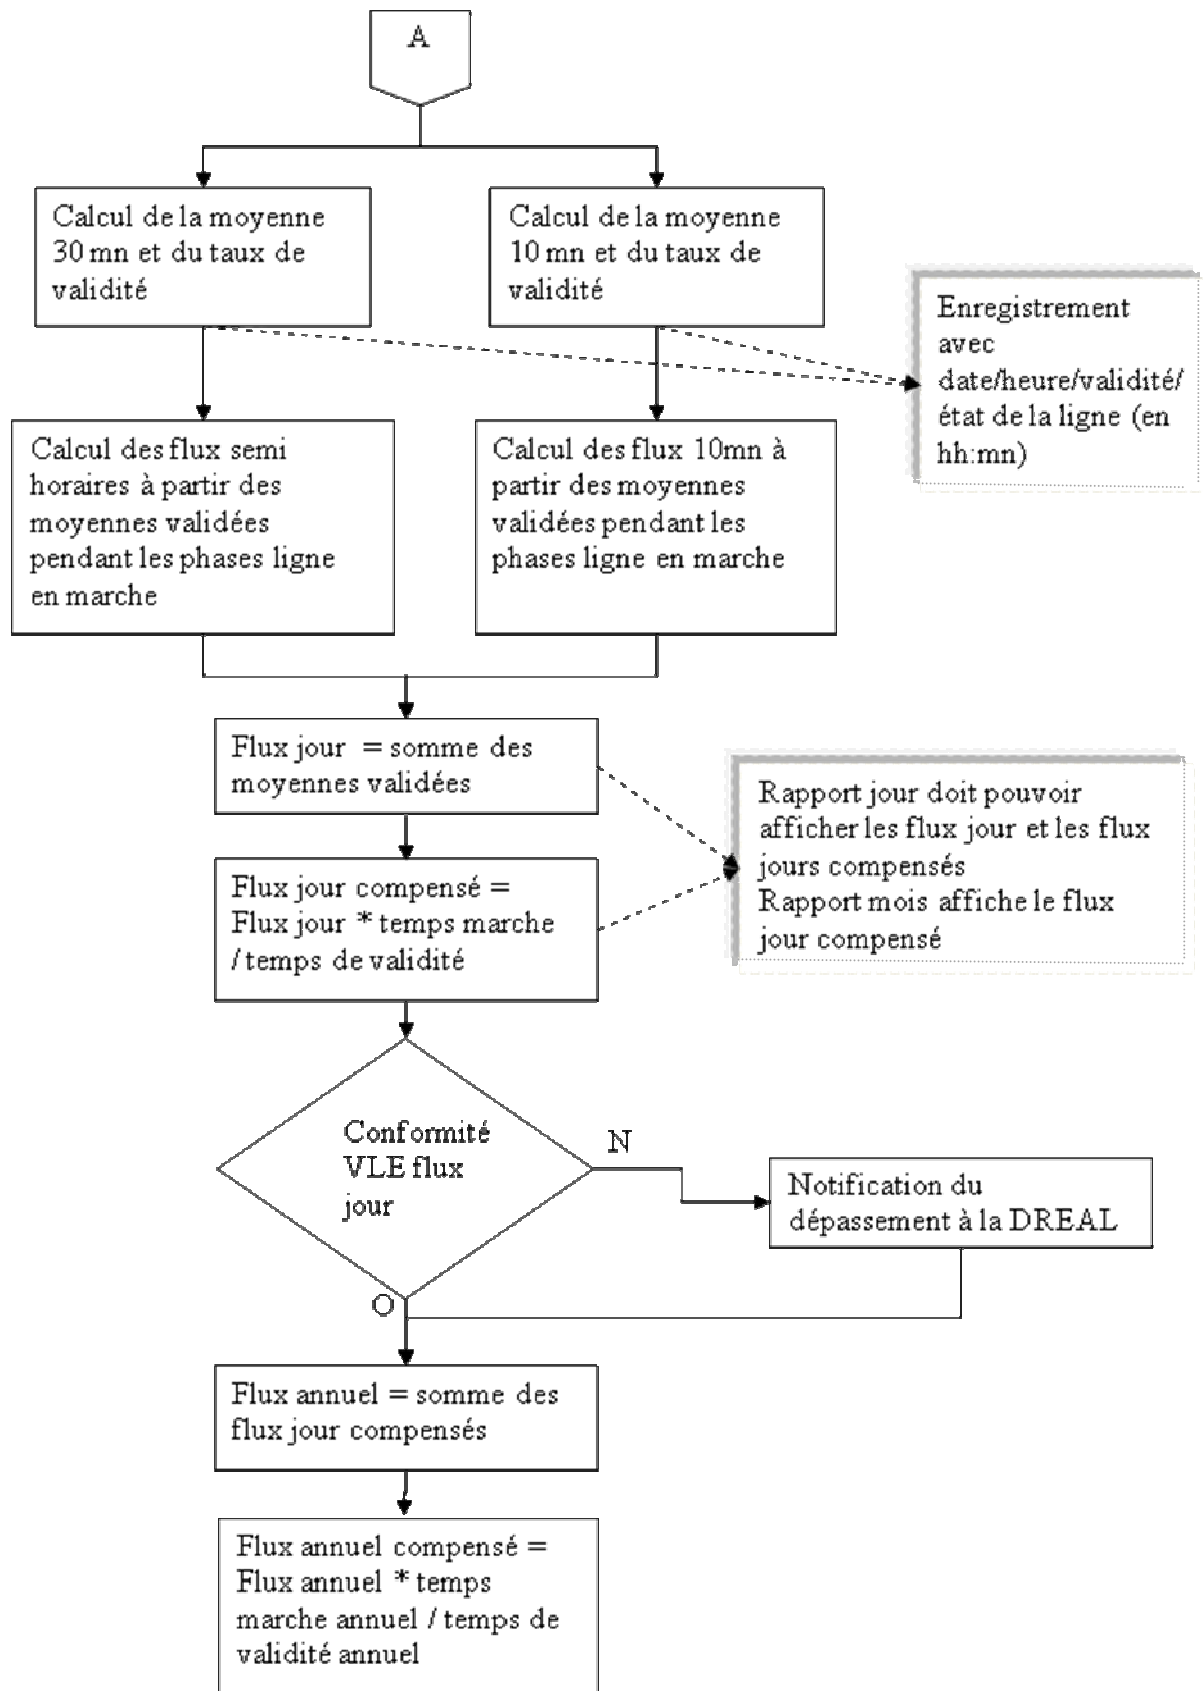 A
Calcul de la moyenne
30 mn et du taux de
validité
Calcul de la moyenne
10 mn et du taux de
validité
Enregistrement
avec
date/heure/validité/
état de la ligne (en
hh:mn)
Calcul des flux semi
horaires à partir des
moyennes validées
pendant les phases ligne
en marche
Calcul des flux 10mn à
partir des moyennes
validées pendant les
phases ligne en marche
Flux jour = somme des
moyennes validées
Rapport jour doit pouvoir
afficher les flux jour et les flux
jours compensés
Rapport mois affiche le flux
jour compensé
Flux jour compensé =
Flux jour * temps marche
/ temps de validité
Conformité
VLE flux
jour
N
Notification du
dépassement à la DREAL
O
Flux annuel = somme des
flux jour compensés
Flux annuel compensé =
Flux annuel * temps
marche annuel / temps de
validité annuel